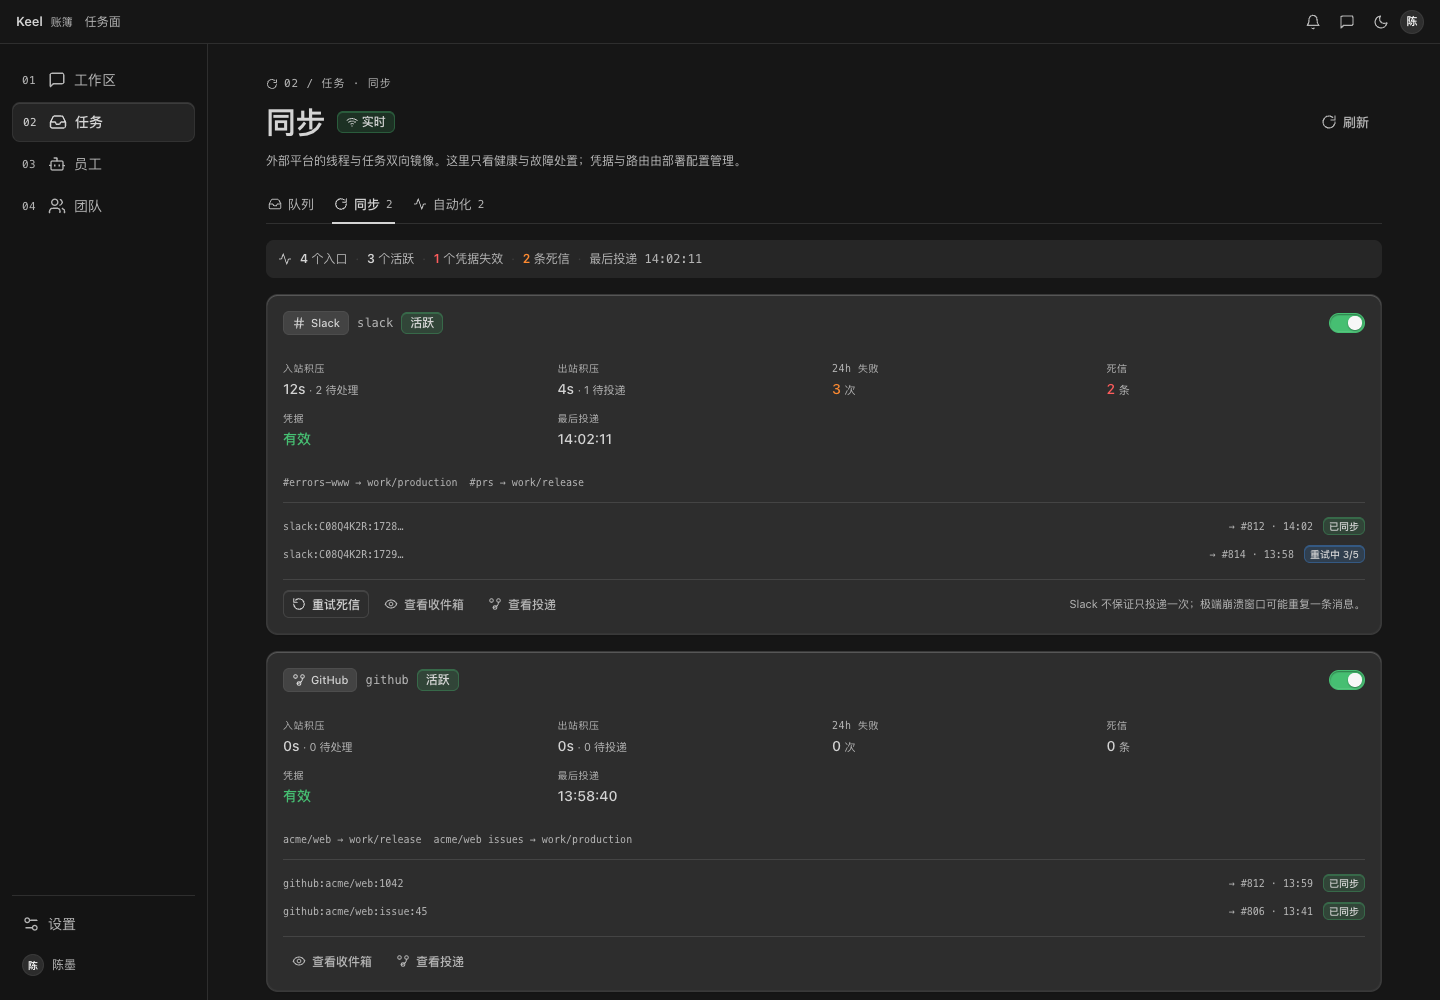 Keel 账簿 任务面
陈
01 工作区
02 任务
03 员工
04 团队
02 / 任务 · 同步
同步 实时
刷新
外部平台的线程与任务双向镜像。这里只看健康与故障处置；凭据与路由由部署配置管理。
队列 同步 2 自动化 2
4 个入口 · 3 个活跃 · 1 个凭据失效 · 2 条死信 · 最后投递 14:02:11
Slack slack 活跃
入站积压 出站积压 24h 失败 死信
12s · 2 待处理 4s · 1 待投递 3 次 2 条
凭据 最后投递
有效 14:02:11
#errors-www → work/production #prs → work/release
slack:C08Q4K2R:1728… → #812 · 14:02 已同步
slack:C08Q4K2R:1729… → #814 · 13:58 重试中 3/5
重试死信 查看收件箱 查看投递 Slack 不保证只投递一次；极端崩溃窗口可能重复一条消息。
GitHub github 活跃
入站积压 出站积压 24h 失败 死信
0s · 0 待处理 0s · 0 待投递 0 次 0 条
凭据 最后投递
有效 13:58:40
acme/web → work/release acme/web issues → work/production
github:acme/web:1042 → #812 · 13:59 已同步
github:acme/web:issue:45 → #806 · 13:41 已同步
查看收件箱 查看投递
设置
陈 陈墨